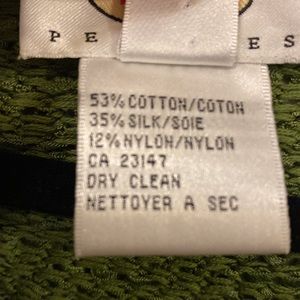 P E E S
53% COTTON/COTON
35% SILK/SOIE
12% NYLON/NYLON
CA 23147
DRY CLEAN
NETTOYER A SEC